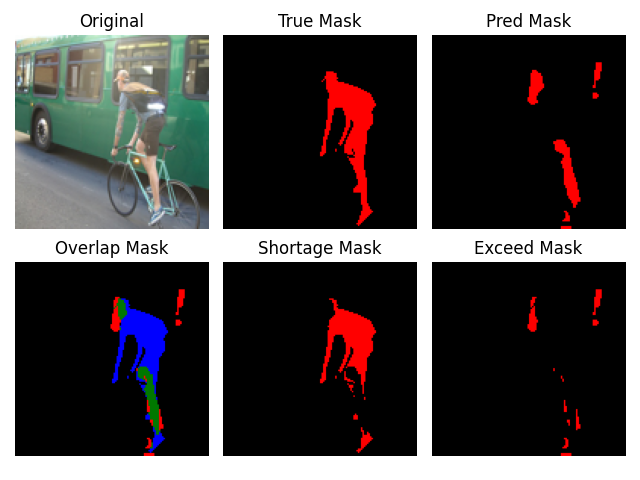 Original
True Mask
Pred Mask
Overlap Mask
Shortage Mask
Exceed Mask